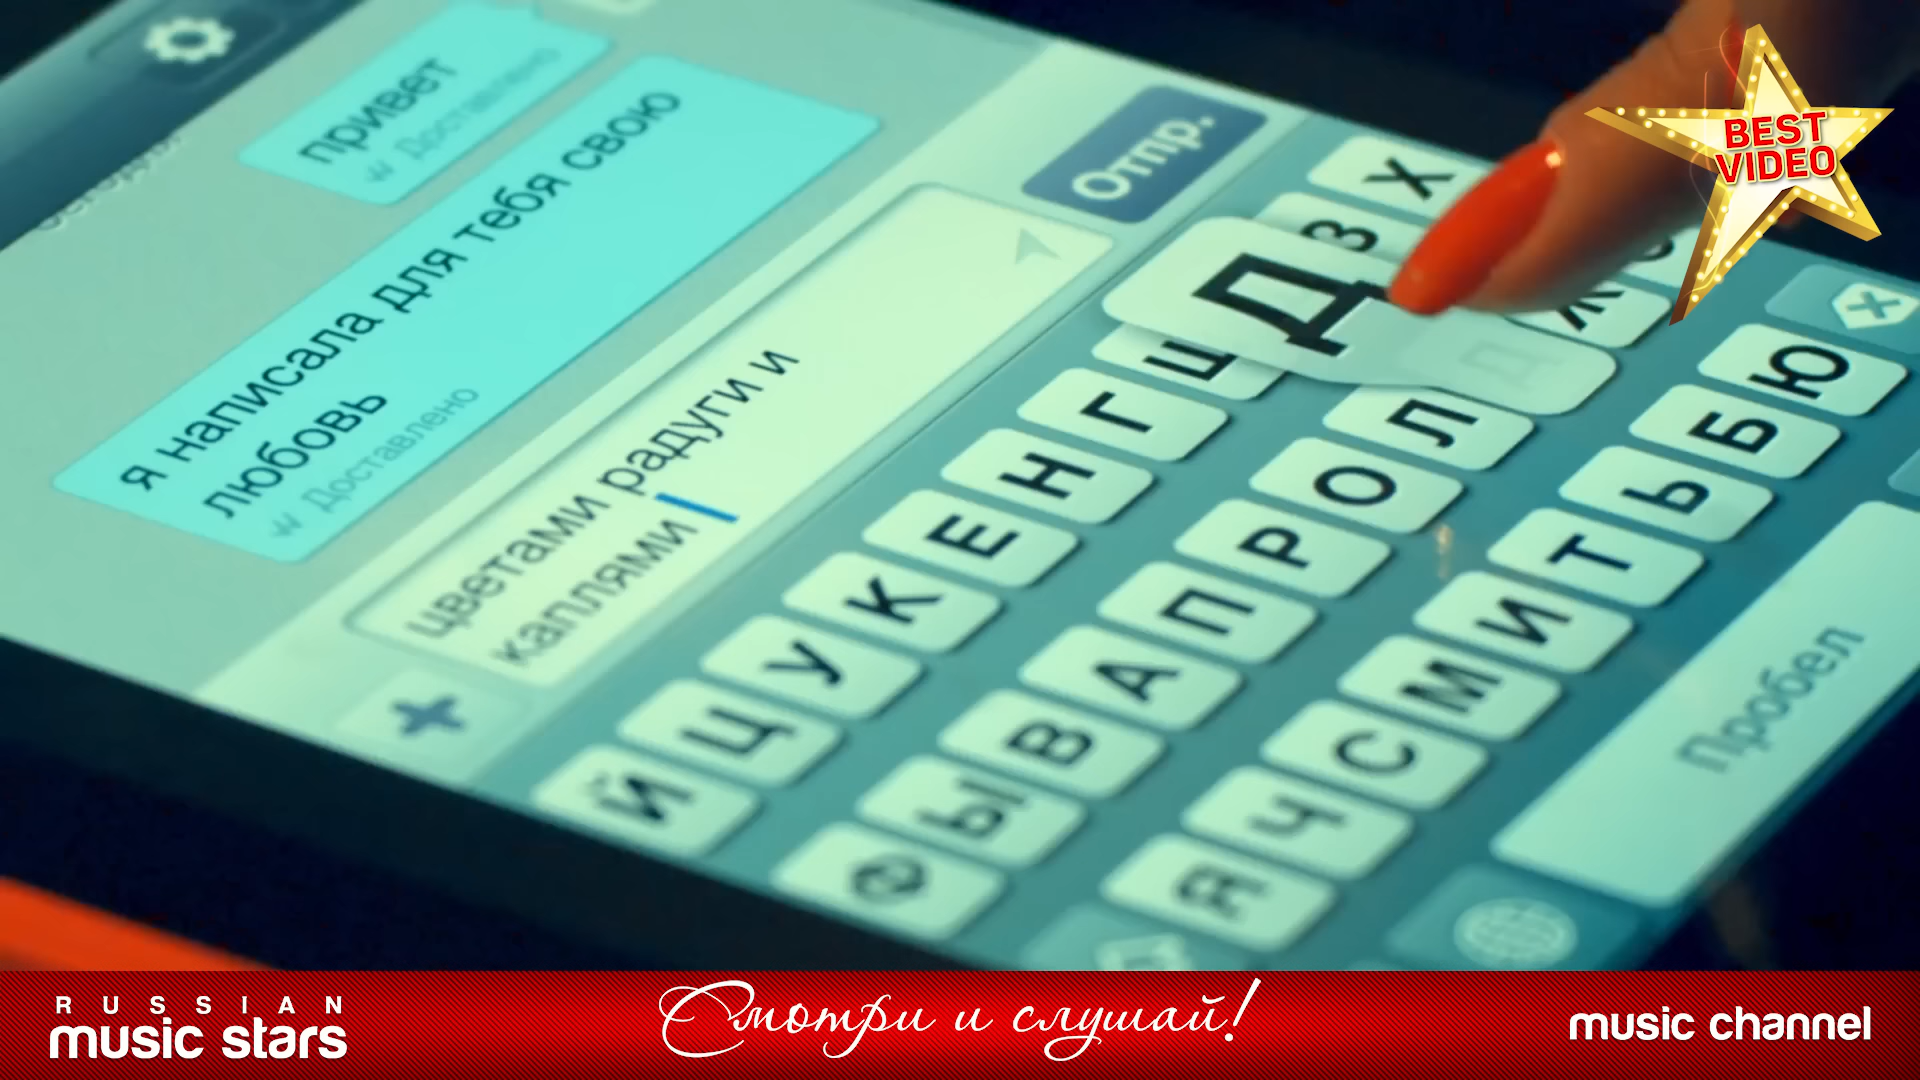 привет
Доставлено
я написала для тебя свою
любовь
Доставлено
Отпр.
цветами радуги и
каплями
Й Ц У К Е Н Г Ш З Х
Д
Ф Ы В А П Р О Л Д Ж
Я Ч С М И Т Ь Б Ю
Пробел
BEST
VIDEO
RUSSIAN
music stars
Смотри и слушай!
music channel